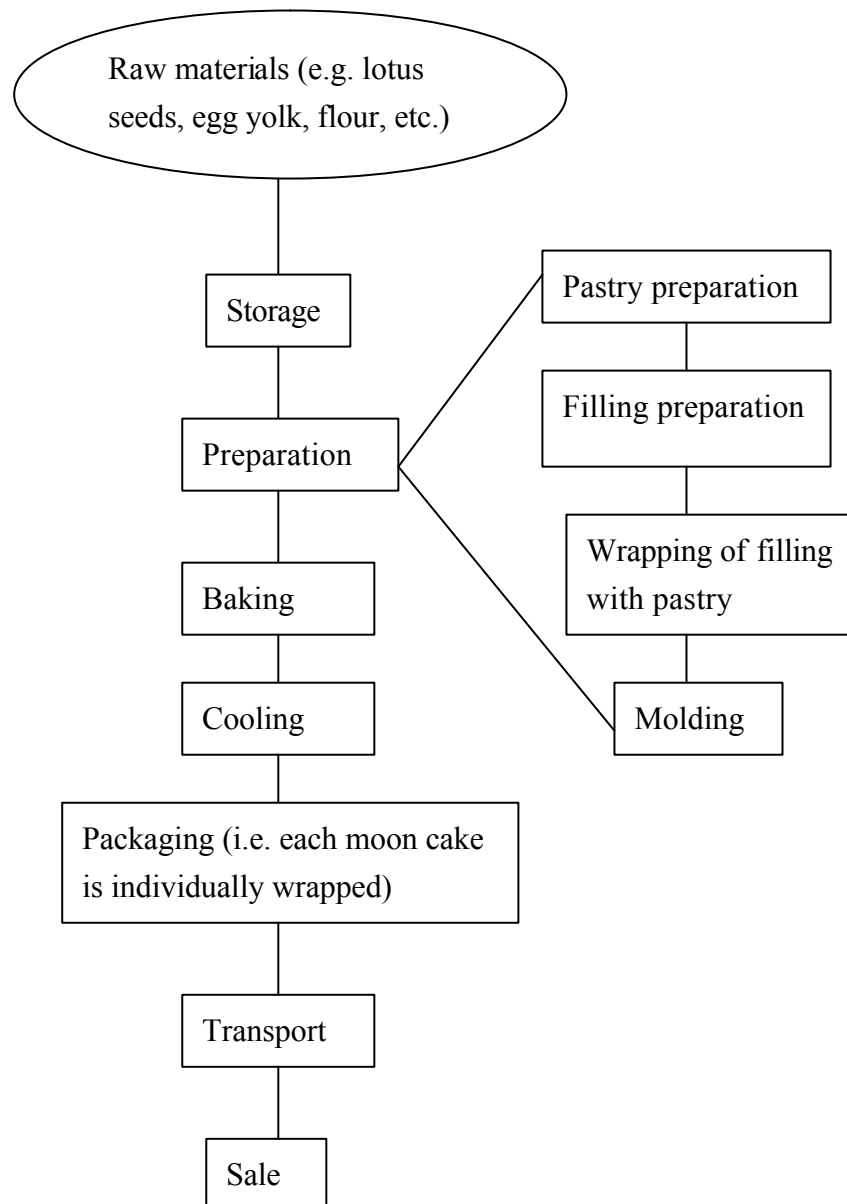 Raw materials (e.g. lotus
seeds, egg yolk, flour, etc.)
Storage
Preparation
Pastry preparation
Filling preparation
Wrapping of filling
with pastry
Molding
Baking
Cooling
Packaging (i.e. each moon cake
is individually wrapped)
Transport
Sale